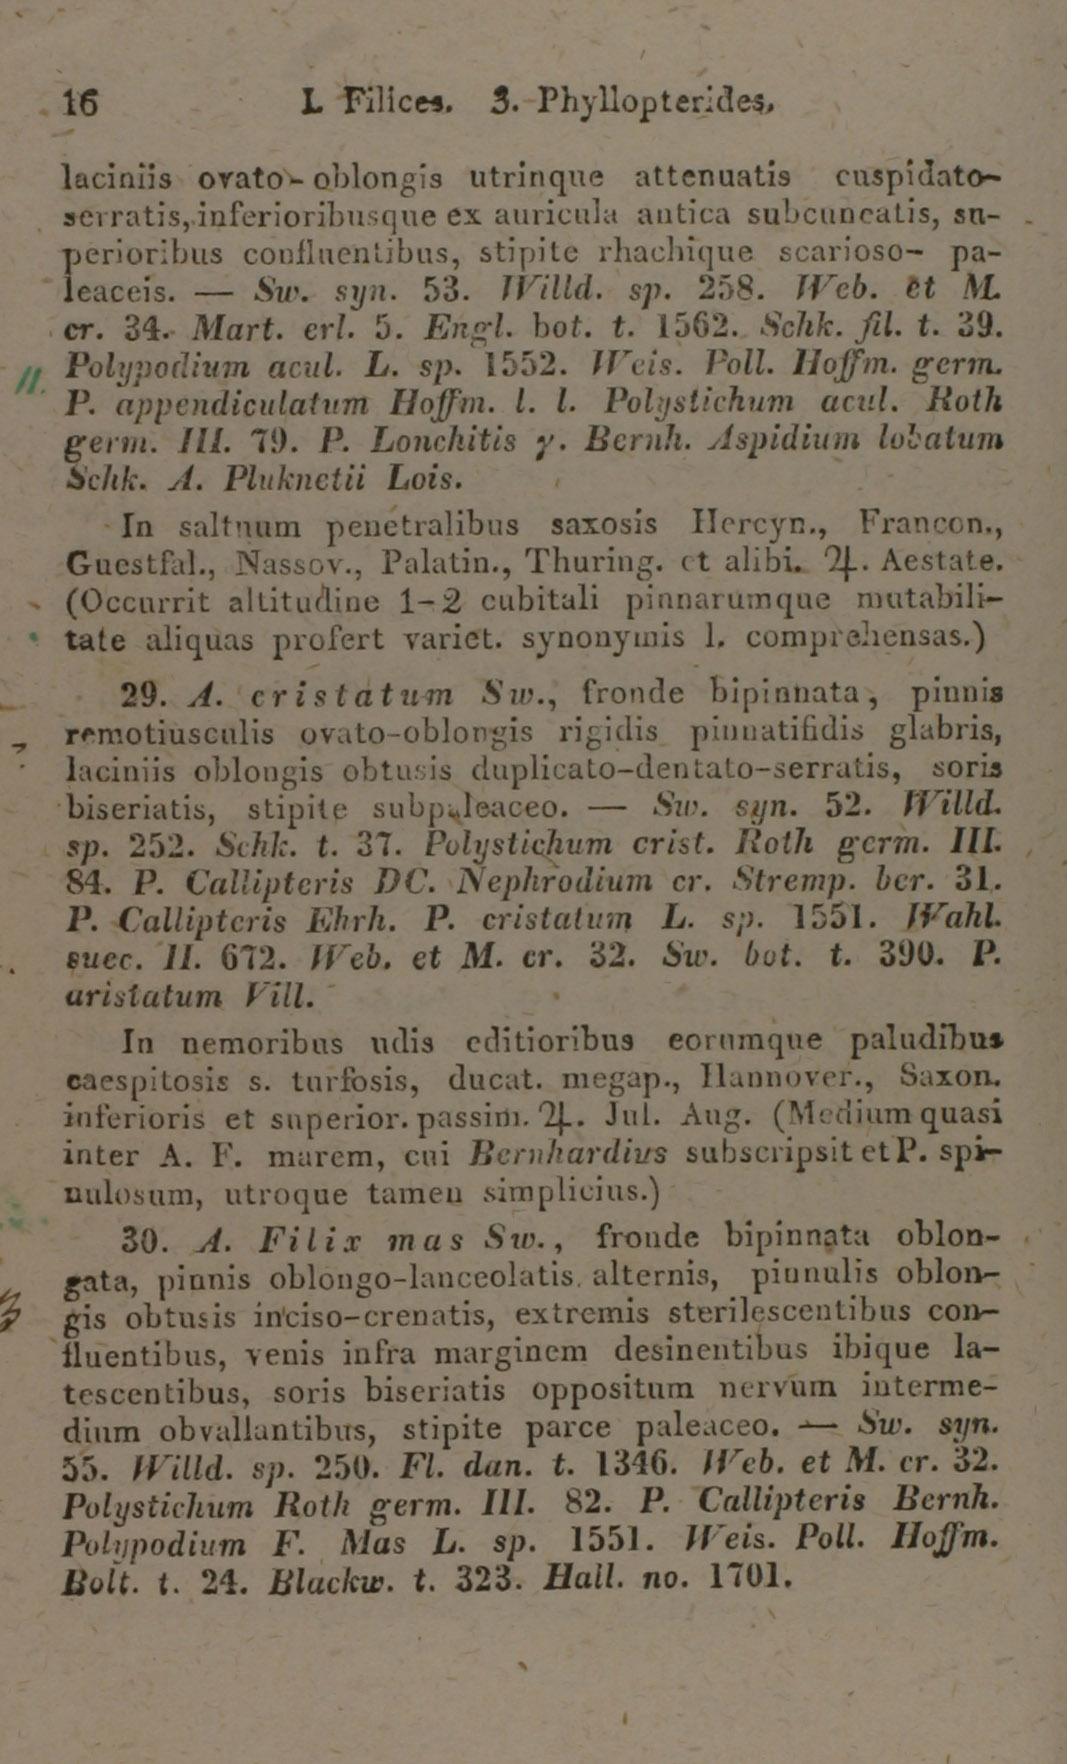 16 I. Filices. 3. Phyllopterides.
laciniis ovato-oblongis utrinque attenuatis cuspidato-
serratis, inferioribusque ex auricula antica subcuneatis, su-
perioribus confluentibus, stipite rhachique scarioso- pa-
leaceis. — Sw. syn. 53. Willd. sp. 258. Web. et M.
cr. 34. Mart. erl. 5. Engl. bot. t. 1562. Schk. fil. t. 39.
Polypodium acul. L. sp. 1552. Weis. Poll. Hoffm. germ.
P. appendiculatum Hoffm. l. l. Polystichum acul. Roth
germ. III. 79. P. Lonchitis γ. Bernh. Aspidium lobatum
Schk. A. Pluknetii Lois.
In saltuum penetralibus saxosis Hercyn., Francon.,
Guestfal., Nassov., Palatin., Thuring. et alibi. ♃. Aestate.
(Occurrit altitudine 1-2 cubitali pinnarumque mutabili-
tate aliquas profert variet. synonymis l. comprehensas.)
29. A. cristatum Sw., fronde bipinnata, pinnis
remotiusculis ovato-oblongis rigidis pinnatifidis glabris,
laciniis oblongis obtusis duplicato-dentato-serratis, soris
biseriatis, stipite subpaleaceo. — Sw. syn. 52. Willd.
sp. 252. Schk. t. 37. Polystichum crist. Roth germ. III.
84. P. Callipteris DC. Nephrodium cr. Stremp. ber. 31.
P. Callipteris Ehrh. P. cristatum L. sp. 1551. Wahl.
suec. II. 672. Web. et M. cr. 32. Sw. bot. t. 390. P.
aristatum Vill.
In nemoribus udis editioribus eorumque paludibus
caespitosis s. turfosis, ducat. megap., Hannover., Saxon.
inferioris et superior. passim. ♃. Jul. Aug. (Medium quasi
inter A. F. marem, cui Bernhardius subscripsit et P. spi-
nulosum, utroque tamen simplicius.)
30. A. Filix mas Sw., fronde bipinnata oblon-
gata, pinnis oblongo-lanceolatis alternis, pinnulis oblon-
gis obtusis inciso-crenatis, extremis sterilescentibus con-
fluentibus, venis infra marginem desinentibus ibique la-
tescentibus, soris biseriatis oppositum nervum interme-
dium obvallantibus, stipite parce paleaceo. — Sw. syn.
55. Willd. sp. 250. Fl. dan. t. 1346. Web. et M. cr. 32.
Polystichum Roth germ. III. 82. P. Callipteris Bernh.
Polypodium F. Mas L. sp. 1551. Weis. Poll. Hoffm.
Bolt. t. 24. Blackw. t. 323. Hall. no. 1701.